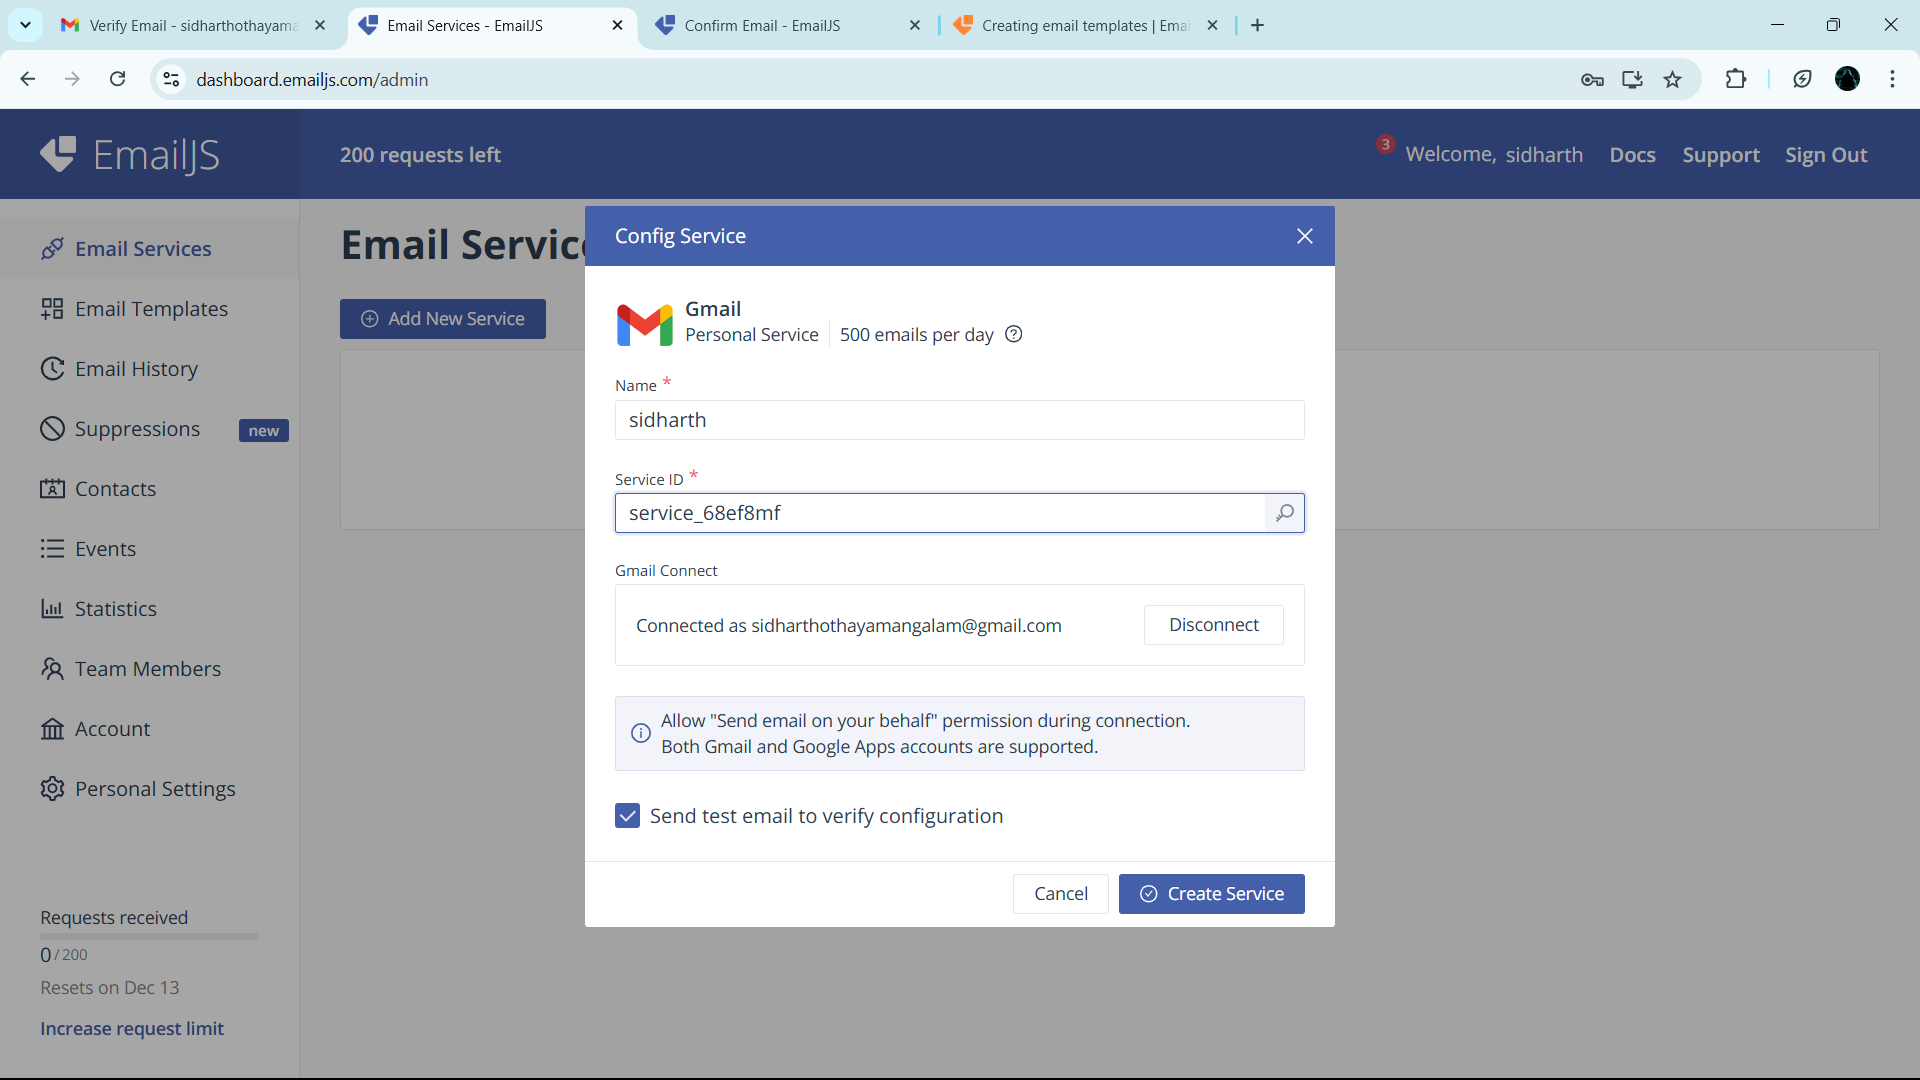 Verify Email - sidharthothayama
Email Services - EmailJS
Confirm Email - EmailJS
Creating email templates | Emai
dashboard.emailjs.com/admin
EmailJS
200 requests left
3
Welcome, sidharth
Docs
Support
Sign Out
Email Services
Email Templates
Email History
Suppressions
new
Contacts
Events
Statistics
Team Members
Account
Personal Settings
Requests received
0/200
Resets on Dec 13
Increase request limit
Email Service
Add New Service
Config Service
Gmail
Personal Service
500 emails per day
Name *
sidharth
Service ID *
service_68ef8mf
Gmail Connect
Connected as sidharthothayamangalam@gmail.com
Disconnect
Allow "Send email on your behalf" permission during connection.
Both Gmail and Google Apps accounts are supported.
Send test email to verify configuration
Cancel
Create Service